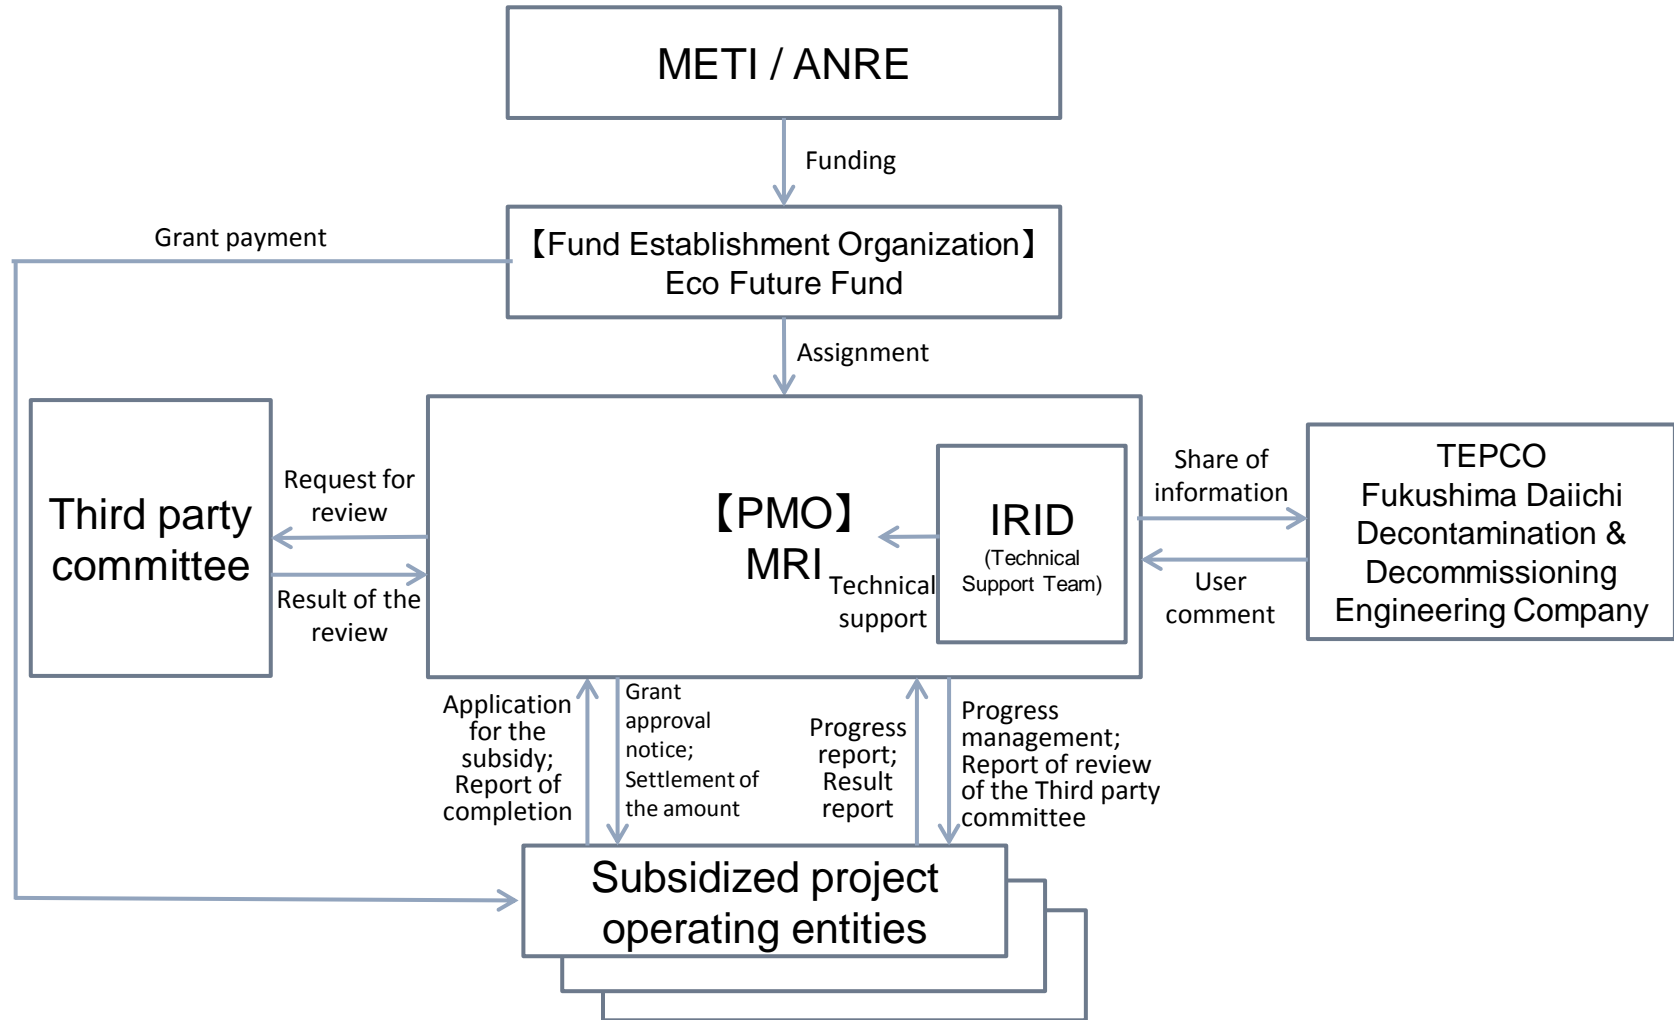 METI / ANRE
Funding
Grant payment
【Fund Establishment Organization】
Eco Future Fund
Assignment
Third party
committee
Request for
review
Result of the
review
【PMO】
MRI
Technical
support
IRID
(Technical
Support Team)
Share of
information
User
comment
TEPCO
Fukushima Daiichi
Decontamination &
Decommissioning
Engineering Company
Application
for the
subsidy;
Report of
completion
Grant
approval
notice;
Settlement of
the amount
Progress
report;
Result
report
Progress
management;
Report of review
of the Third party
committee
Subsidized project
operating entities